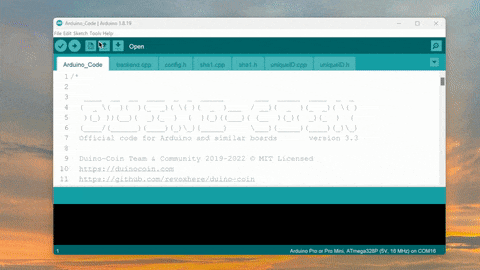 Arduino_Code | Arduino 1.8.19
File Edit Sketch Tools Help
Open
Arduino_Code
config.h
sha1.cpp
sha1.h
uniqueID.cpp
uniqueID.h
1 /*
2
3
4
5
6
7 Official code for Arduino and similar boards version 3.3
8
9 Duino-Coin Team & Community 2019-2022 © MIT Licensed
10 https://duinocoin.com
11 https://github.com/revoxhere/duino-coin
1
Arduino Pro or Pro Mini, ATmega328P (5V, 16 MHz) on COM16